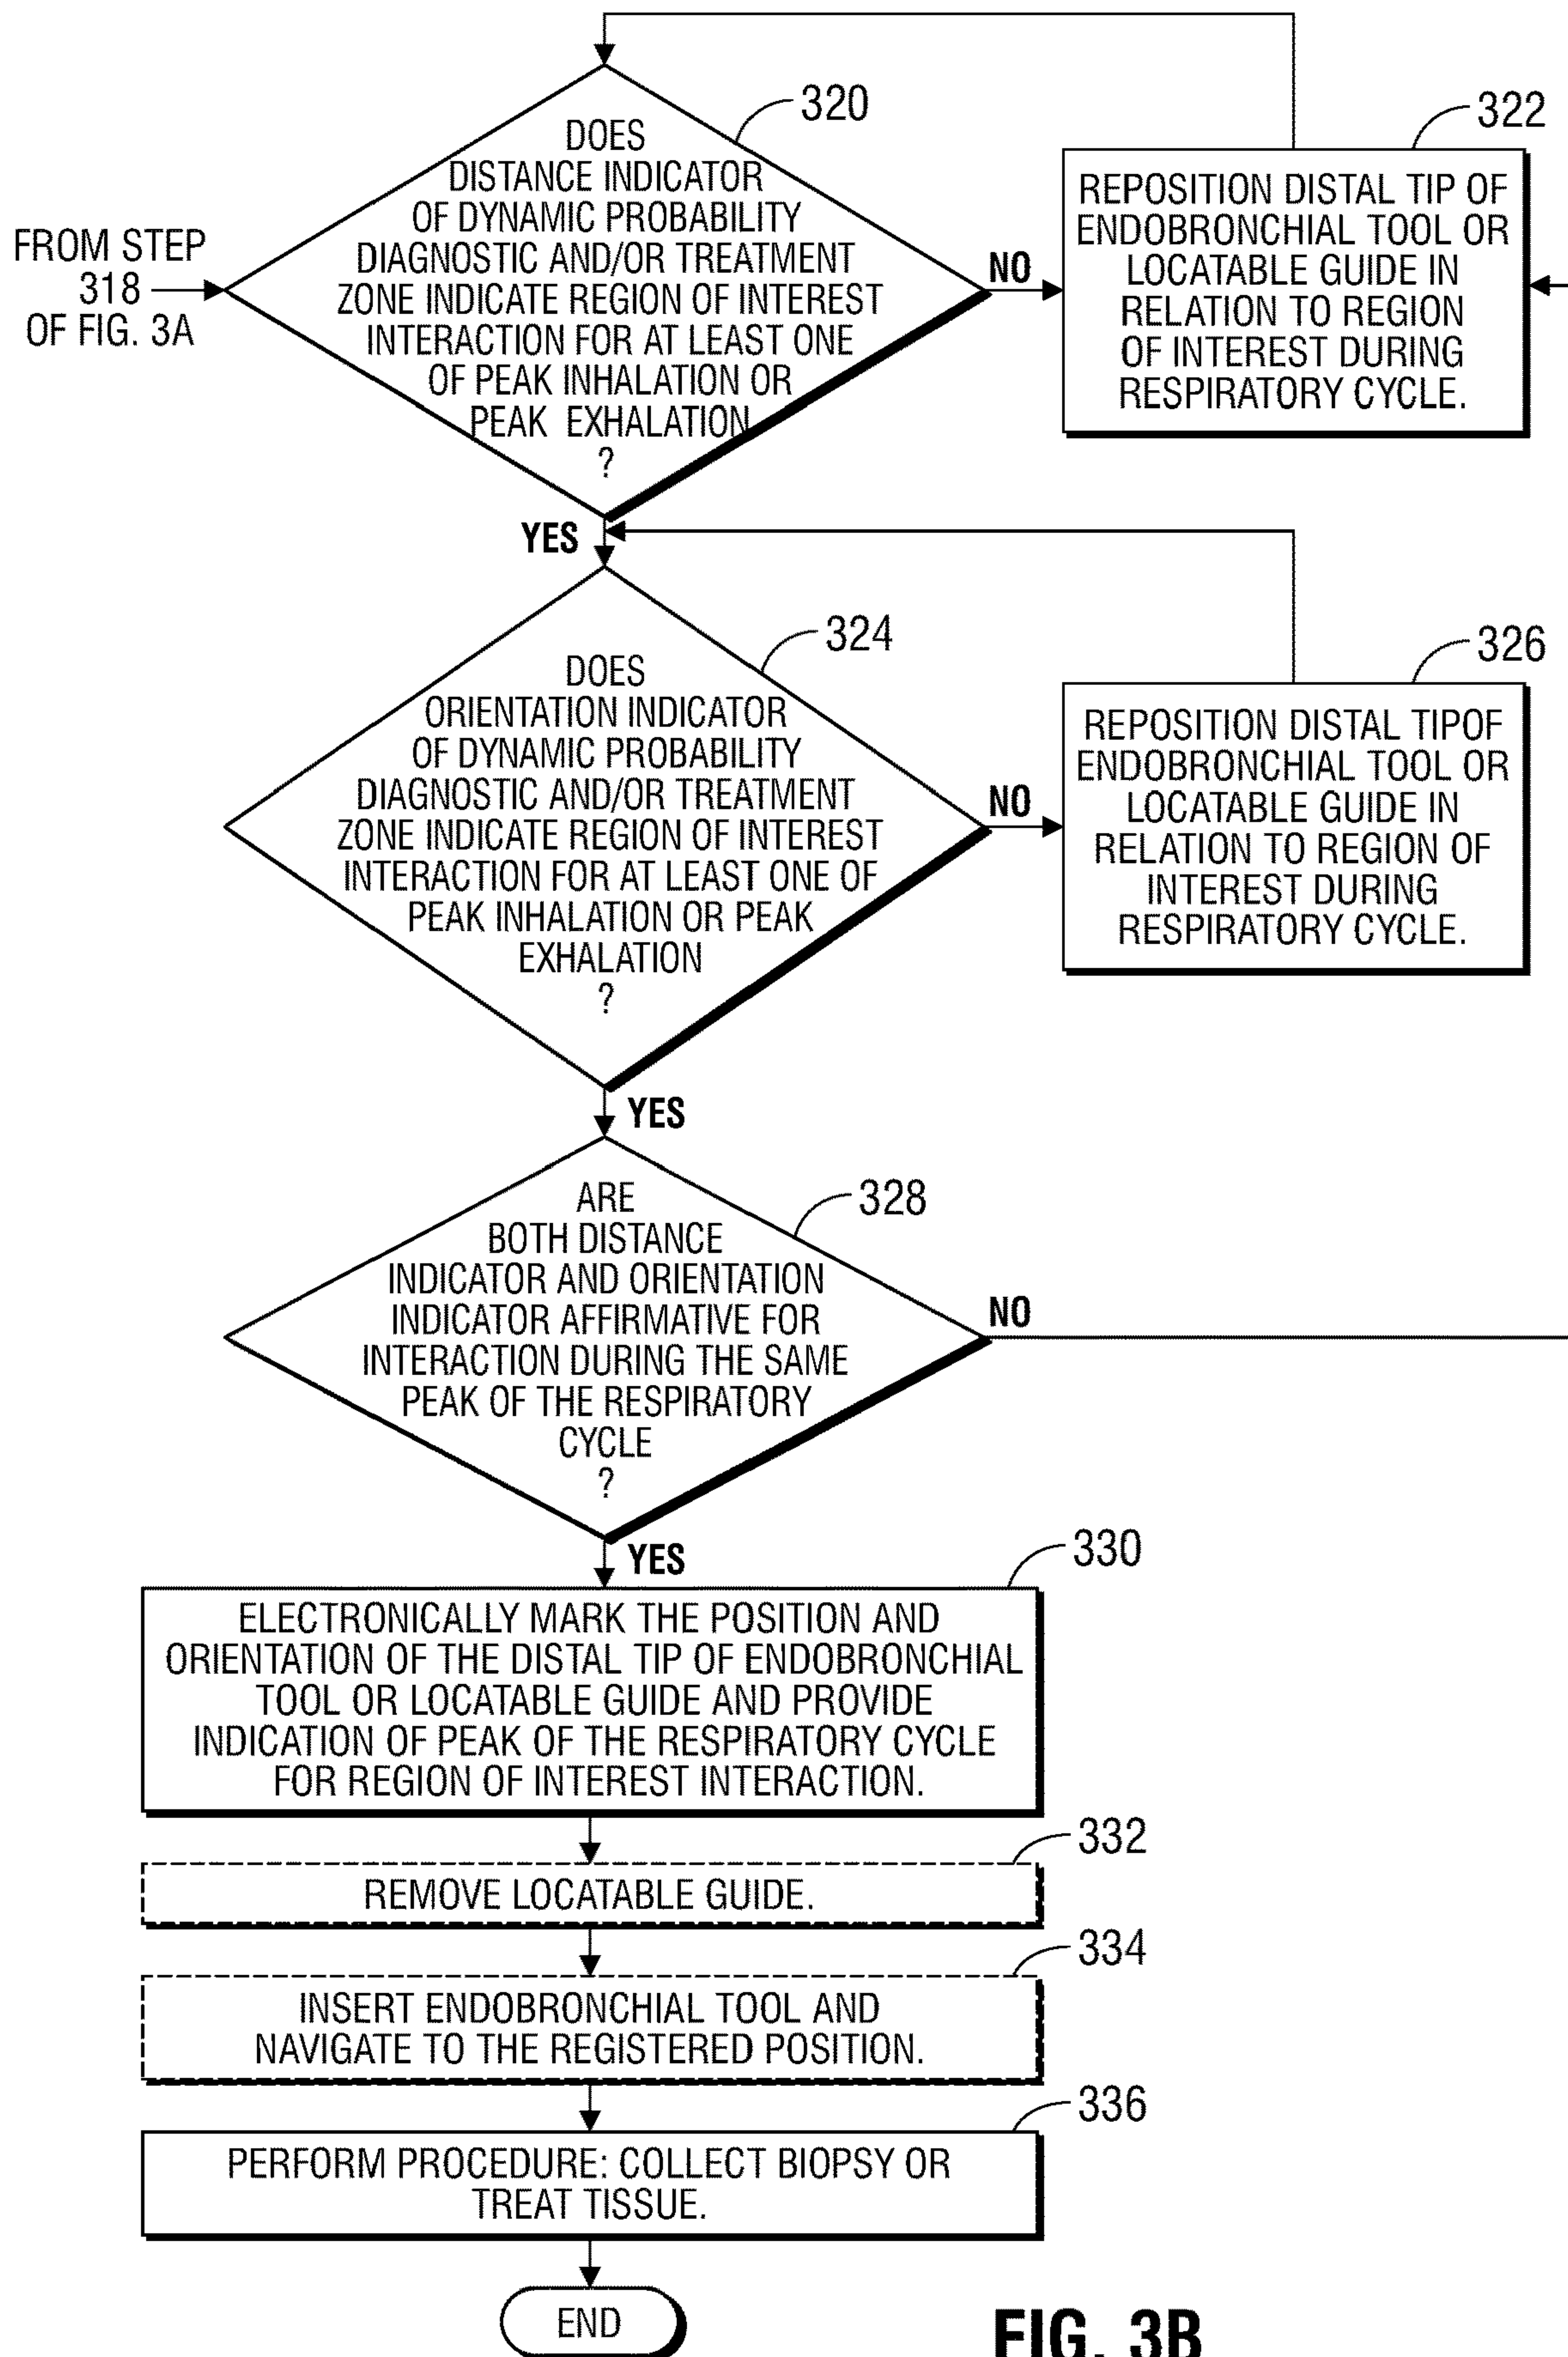 FROM STEP
318
OF FIG. 3A
320
DOES
DISTANCE INDICATOR
OF DYNAMIC PROBABILITY
DIAGNOSTIC AND/OR TREATMENT
ZONE INDICATE REGION OF INTEREST
INTERACTION FOR AT LEAST ONE
OF PEAK INHALATION OR
PEAK EXHALATION
?
NO
322
REPOSITION DISTAL TIP OF
ENDOBRONCHIAL TOOL OR
LOCATABLE GUIDE IN
RELATION TO REGION
OF INTEREST DURING
RESPIRATORY CYCLE.
YES
324
DOES
ORIENTATION INDICATOR
OF DYNAMIC PROBABILITY
DIAGNOSTIC AND/OR TREATMENT
ZONE INDICATE REGION OF INTEREST
INTERACTION FOR AT LEAST ONE OF
PEAK INHALATION OR PEAK
EXHALATION
?
NO
326
REPOSITION DISTAL TIPOF
ENDOBRONCHIAL TOOL OR
LOCATABLE GUIDE IN
RELATION TO REGION OF
INTEREST DURING
RESPIRATORY CYCLE.
YES
328
ARE
BOTH DISTANCE
INDICATOR AND ORIENTATION
INDICATOR AFFIRMATIVE FOR
INTERACTION DURING THE SAME
PEAK OF THE RESPIRATORY
CYCLE
?
NO
YES
330
ELECTRONICALLY MARK THE POSITION AND
ORIENTATION OF THE DISTAL TIP OF ENDOBRONCHIAL
TOOL OR LOCATABLE GUIDE AND PROVIDE
INDICATION OF PEAK OF THE RESPIRATORY CYCLE
FOR REGION OF INTEREST INTERACTION.
332
REMOVE LOCATABLE GUIDE.
334
INSERT ENDOBRONCHIAL TOOL AND
NAVIGATE TO THE REGISTERED POSITION.
336
PERFORM PROCEDURE: COLLECT BIOPSY OR
TREAT TISSUE.
END
FIG. 3B